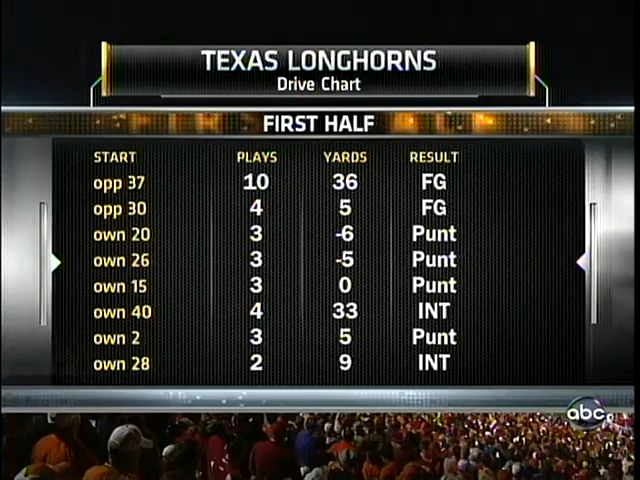 TEXAS LONGHORNS
Drive Chart
FIRST HALF
START PLAYS YARDS RESULT
opp 37 10 36 FG
opp 30 4 5 FG
own 20 3 -6 Punt
own 26 3 -5 Punt
own 15 3 0 Punt
own 40 4 33 INT
own 2 3 5 Punt
own 28 2 9 INT
abc